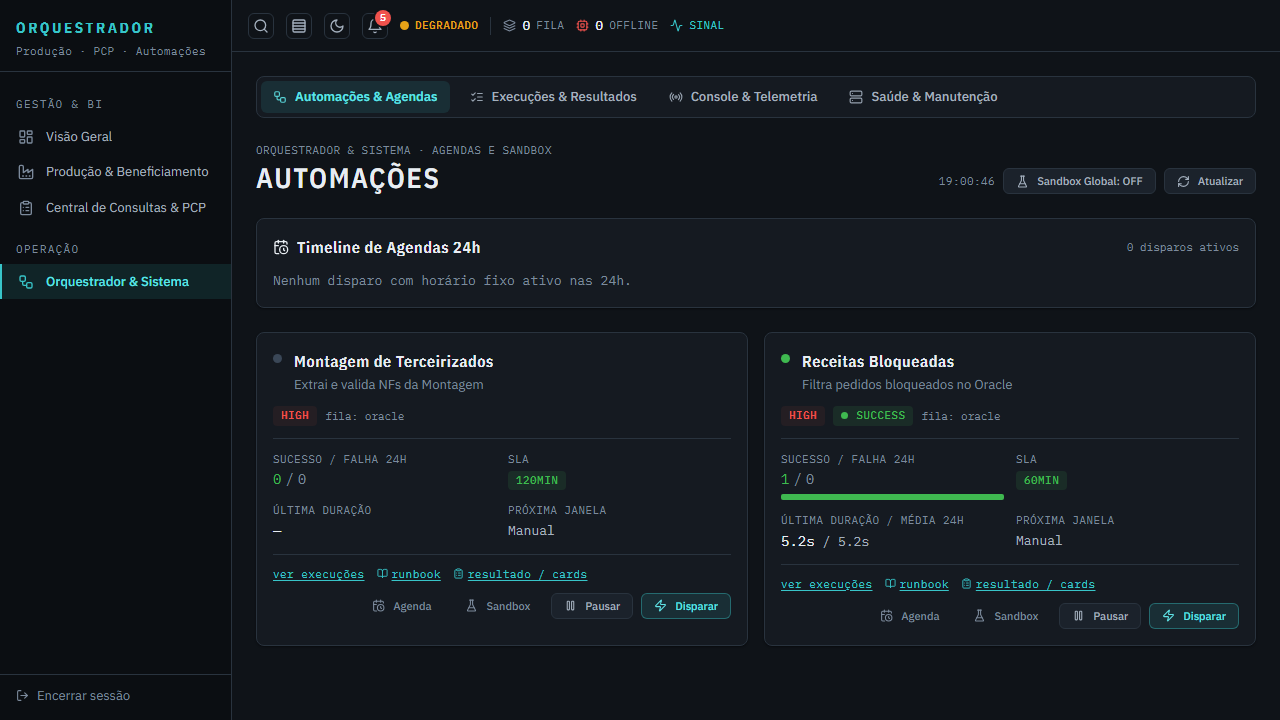 ORQUESTRADOR
Produção · PCP · Automações
GESTÃO & BI
Visão Geral
Produção & Beneficiamento
Central de Consultas & PCP
OPERAÇÃO
Orquestrador & Sistema
Encerrar sessão
5
DEGRADADO
0 FILA
0 OFFLINE
SINAL
Automações & Agendas
Execuções & Resultados
Console & Telemetria
Saúde & Manutenção
ORQUESTRADOR & SISTEMA · AGENDAS E SANDBOX
AUTOMAÇÕES
19:00:46
Sandbox Global: OFF
Atualizar
Timeline de Agendas 24h
0 disparos ativos
Nenhum disparo com horário fixo ativo nas 24h.
Montagem de Terceirizados
Extrai e valida NFs da Montagem
HIGH fila: oracle
SUCESSO / FALHA 24H
0 / 0
SLA
120MIN
ÚLTIMA DURAÇÃO
—
PRÓXIMA JANELA
Manual
ver execuções runbook resultado / cards
Agenda Sandbox Pausar Disparar
Receitas Bloqueadas
Filtra pedidos bloqueados no Oracle
HIGH SUCCESS fila: oracle
SUCESSO / FALHA 24H
1 / 0
SLA
60MIN
ÚLTIMA DURAÇÃO / MÉDIA 24H
5.2s / 5.2s
PRÓXIMA JANELA
Manual
ver execuções runbook resultado / cards
Agenda Sandbox Pausar Disparar